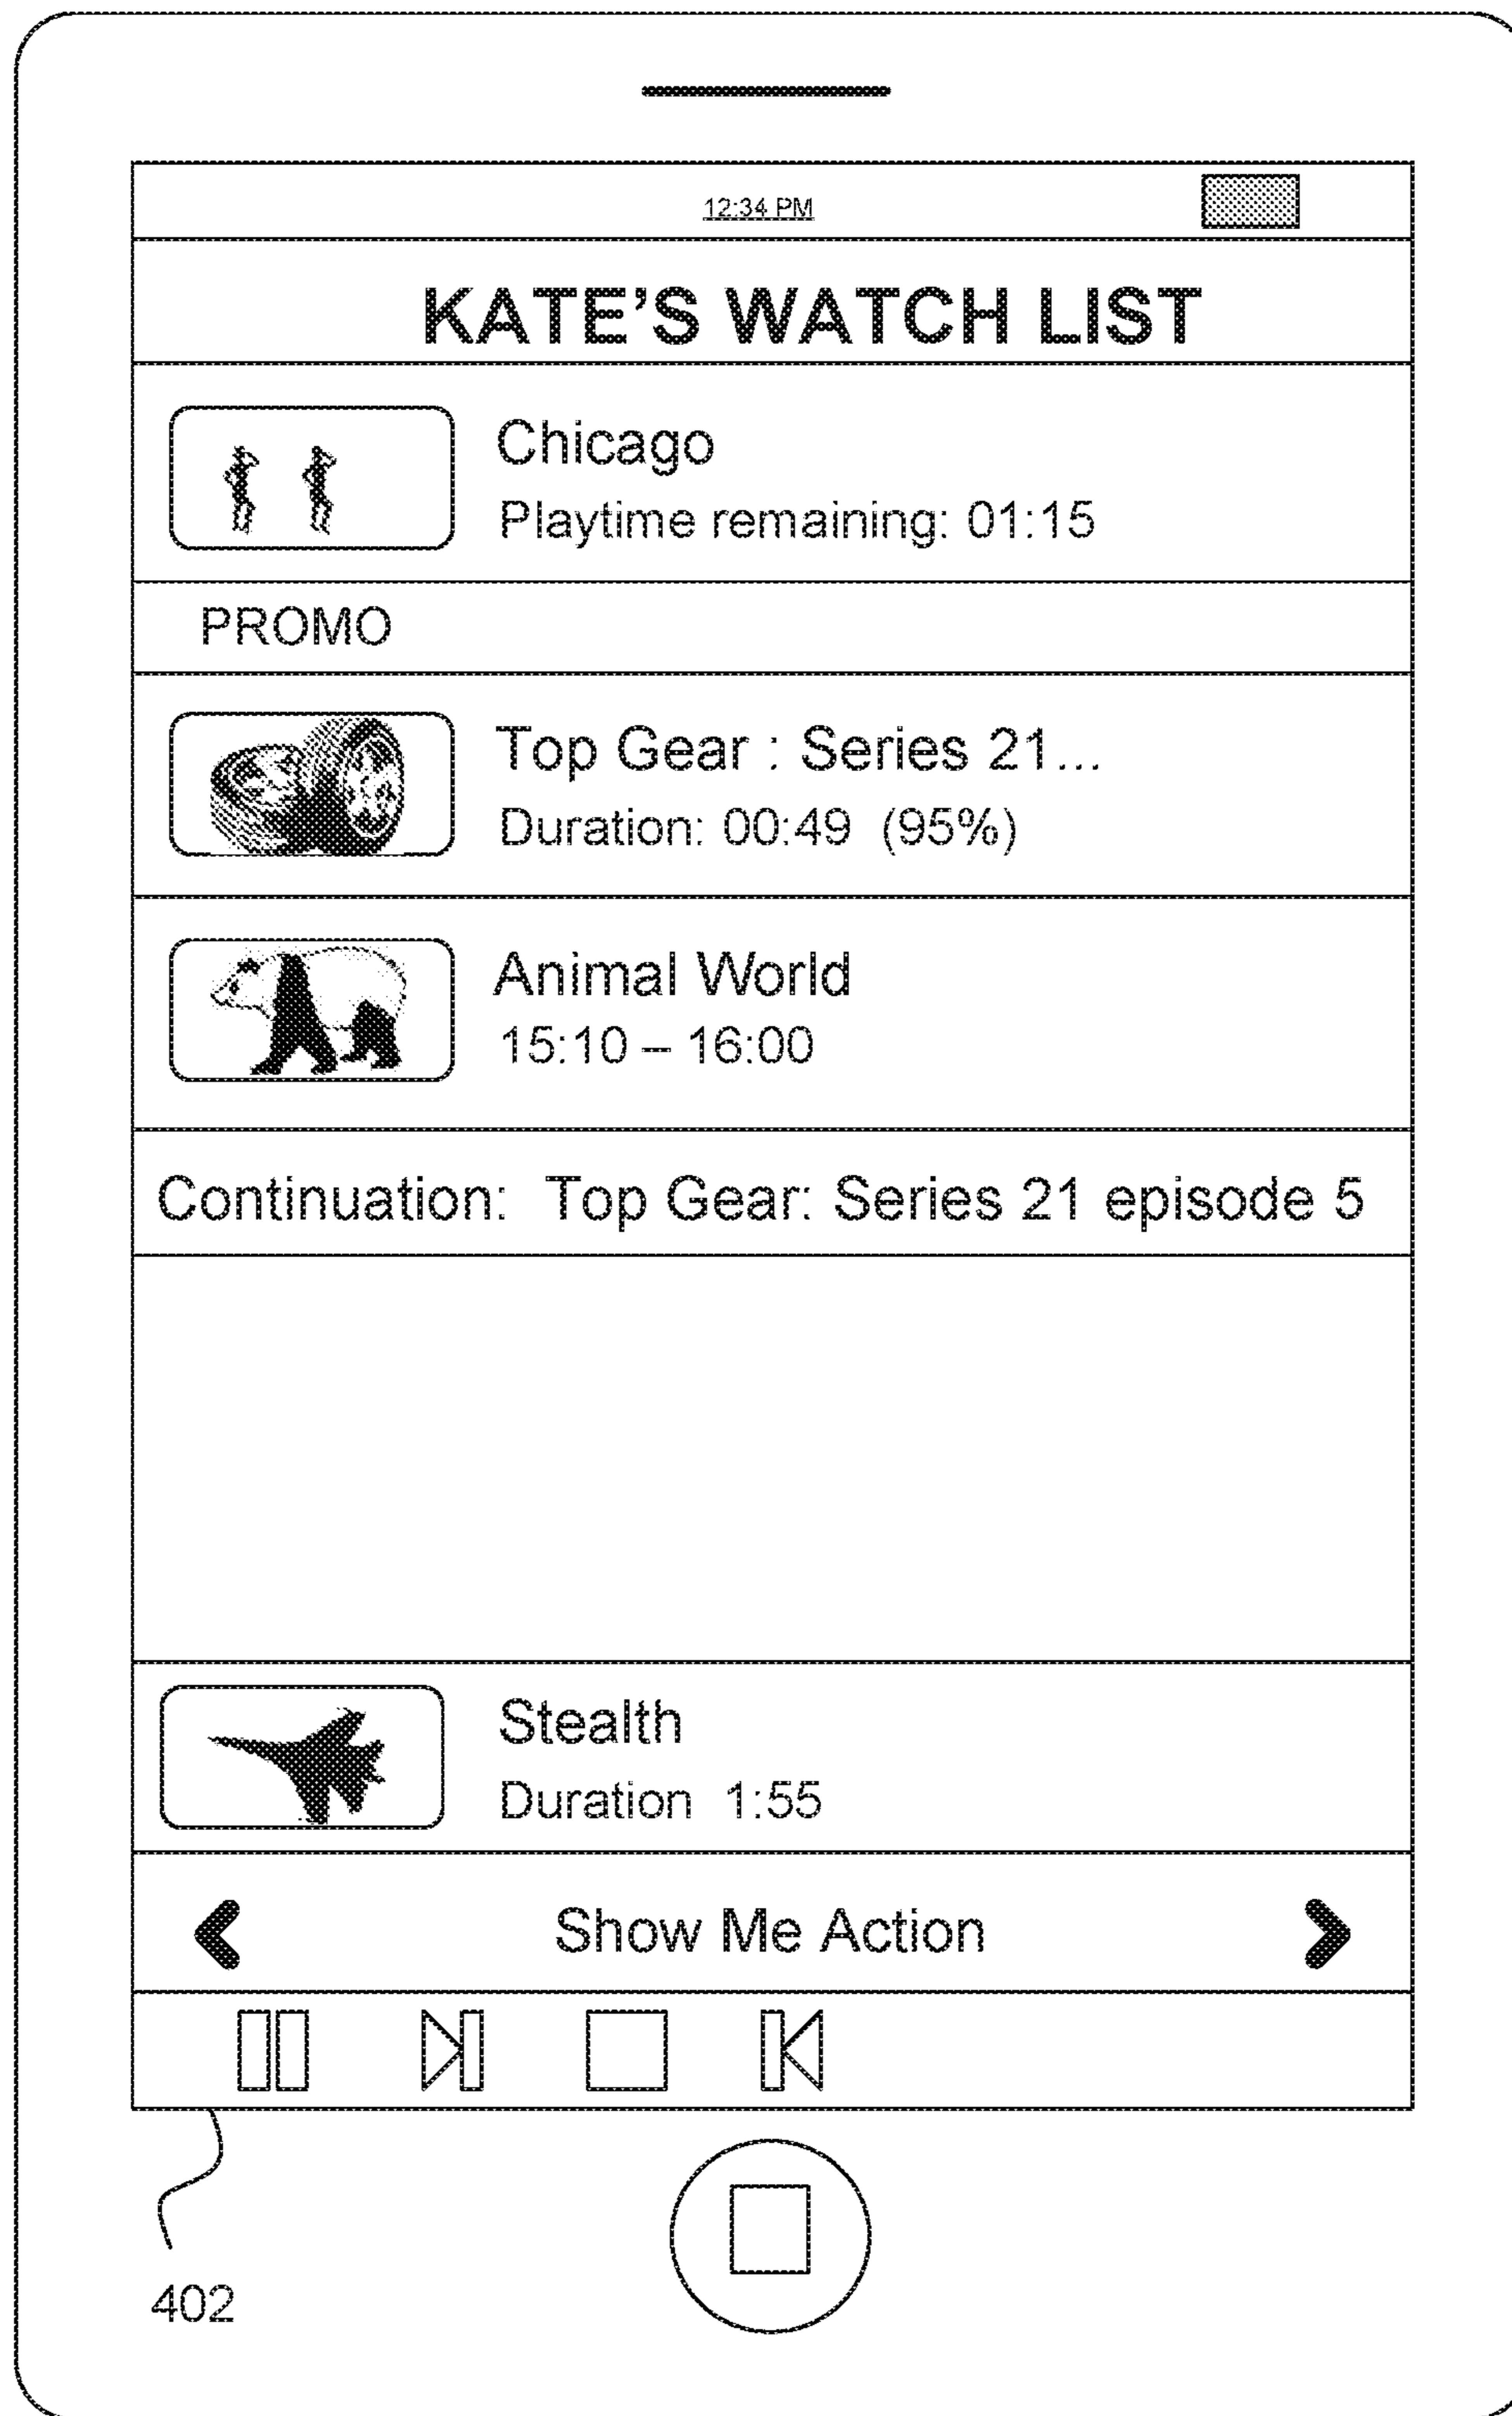 12:34 PM
KATE'S WATCH LIST
Chicago
Playtime remaining: 01:15
PROMO
Top Gear : Series 21...
Duration: 00:49 (95%)
Animal World
15:10 – 16:00
Continuation: Top Gear: Series 21 episode 5
Stealth
Duration 1:55
Show Me Action
402